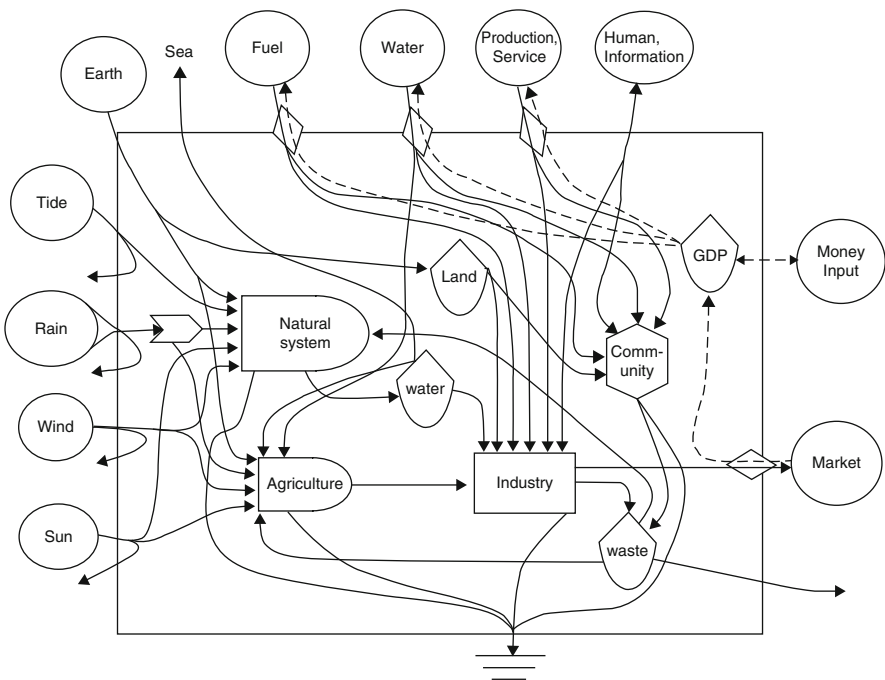 Sea
Fuel
Water
Production,
Service
Human,
Information
Earth
Tide
GDP
Money
Input
Land
Rain
Natural
system
Comm-
unity
water
Wind
Market
Agriculture
Industry
Sun
waste